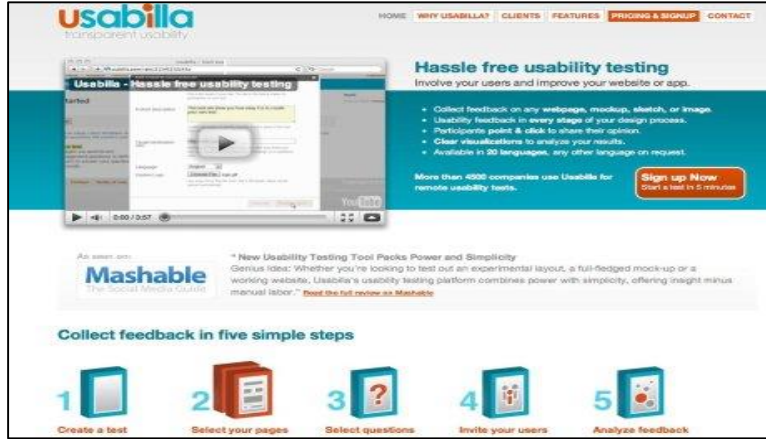 usabilla
transparent usability
HOME WHY USABILLA? CLIENTS FEATURES PRICING & SIGNUP CONTACT
Usabilla - Hassle free usability testing
Hassle free usability testing
Involve your users and improve your website or app.
• Collect feedback on any webpage, mockup, sketch, or image.
• Usability feedback in every stage of your design process.
• Participants point & click to share their opinion.
• Clear visualizations to analyze your results.
• Available in 20 languages, any other language on request.
More than 4500 companies use Usabilla for
remote usability tests.
Sign up Now
Start a test in 5 minutes
YouTube
0:00 / 3:57
As seen on:
Mashable
The Social Media Guide
" New Usability Testing Tool Packs Power and Simplicity
Genius Idea: Whether you're looking to test out an experimental layout, a full-fledged mock-up or a
working website, Usabilla's usability testing platform combines power with simplicity, offering insight minus
manual labor." Read the full review on Mashable
Collect feedback in five simple steps
1 2 3 ? 4 5
Create a test Select your pages Select questions Invite your users Analyze feedback